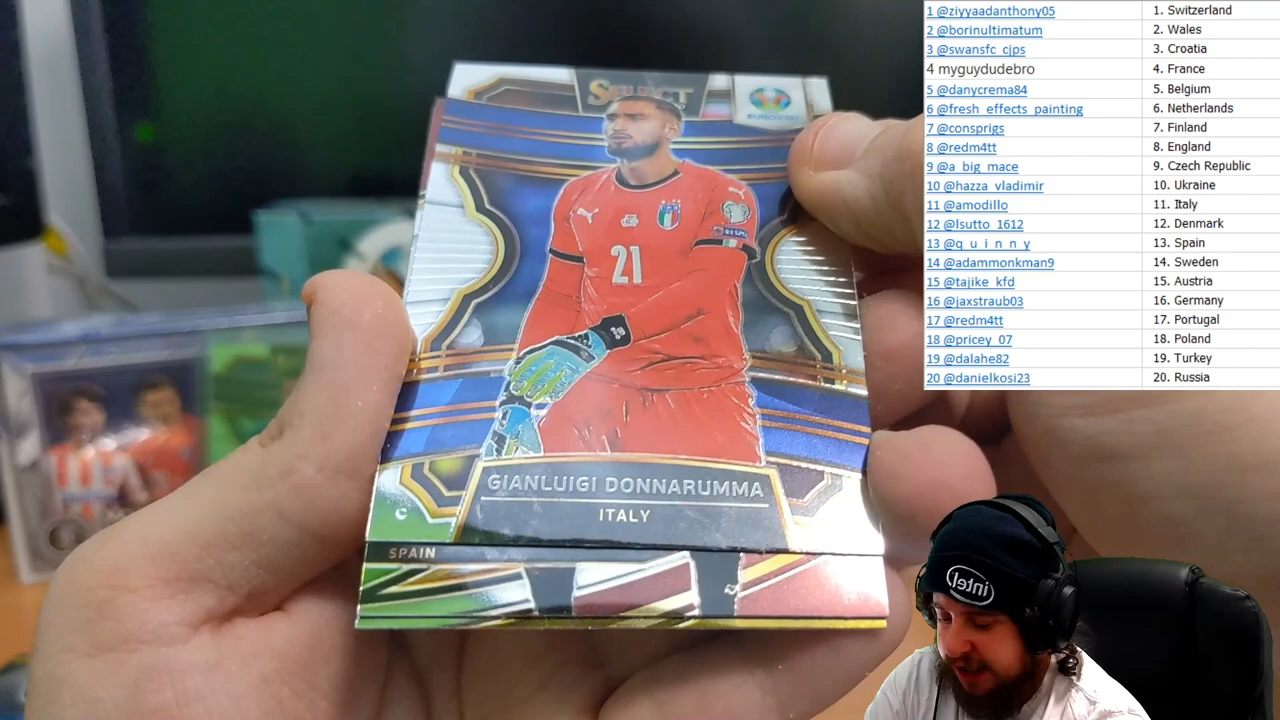 1 @ziyyaadanthony05 1. Switzerland
2 @borinultimatum 2. Wales
3 @swansfc_cjps 3. Croatia
4 myguydudebro 4. France
5 @danycrema84 5. Belgium
6 @fresh_effects_painting 6. Netherlands
7 @consprigs 7. Finland
8 @redm4tt 8. England
9 @a_big_mace 9. Czech Republic
10 @hazza_vladimir 10. Ukraine
11 @amodillo 11. Italy
12 @lsutto_1612 12. Denmark
13 @q_u_i_n_n_y 13. Spain
14 @adammonkman9 14. Sweden
15 @tajike_kfd 15. Austria
16 @jaxstraub03 16. Germany
17 @redm4tt 17. Portugal
18 @pricey_07 18. Poland
19 @dalahe82 19. Turkey
20 @danielkosi23 20. Russia
SELECT
EURO2020
RESPECT
21
GIANLUIGI DONNARUMMA
ITALY
SPAIN
intel